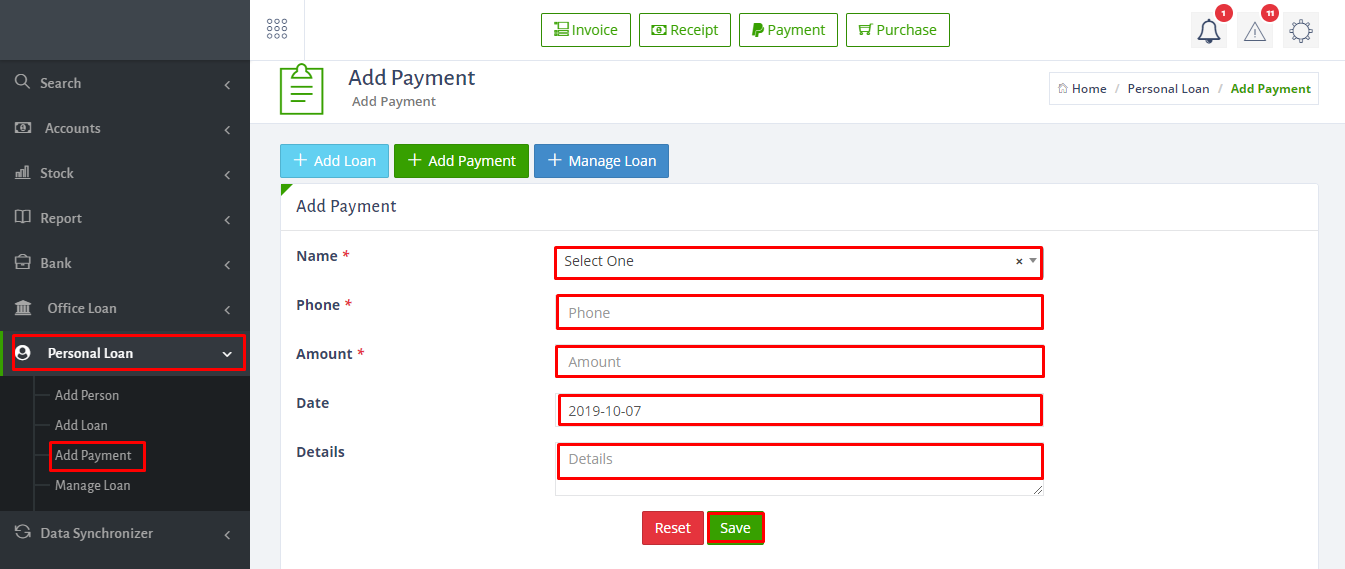 Invoice Receipt Payment Purchase 1 11
Search
Accounts
Stock
Report
Bank
Office Loan
Personal Loan
Add Person
Add Loan
Add Payment
Manage Loan
Data Synchronizer
Add Payment
Add Payment
Home / Personal Loan / Add Payment
+ Add Loan + Add Payment + Manage Loan
Add Payment
Name * Select One ×
Phone * Phone
Amount * Amount
Date 2019-10-07
Details Details
Reset Save